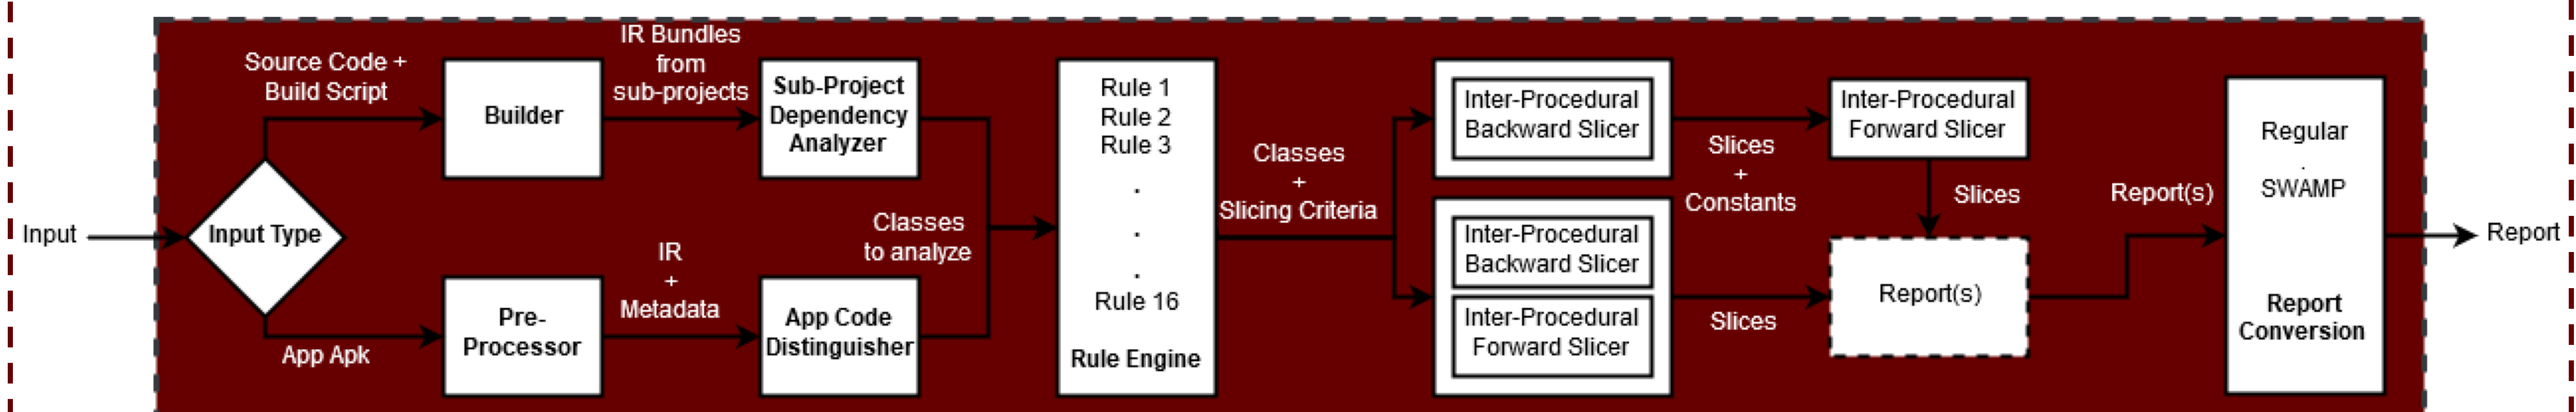 Input
Input Type
Source Code +
Build Script
App Apk
Builder
Pre-
Processor
IR Bundles
from
sub-projects
IR
+
Metadata
Sub-Project
Dependency
Analyzer
App Code
Distinguisher
Classes
to analyze
Rule 1
Rule 2
Rule 3
.
.
.
Rule 16
Rule Engine
Classes
+
Slicing Criteria
Inter-Procedural
Backward Slicer
Inter-Procedural
Backward Slicer
Inter-Procedural
Forward Slicer
Slices
+
Constants
Slices
Inter-Procedural
Forward Slicer
Slices
Report(s)
Report(s)
Regular
.
SWAMP
Report
Conversion
Report